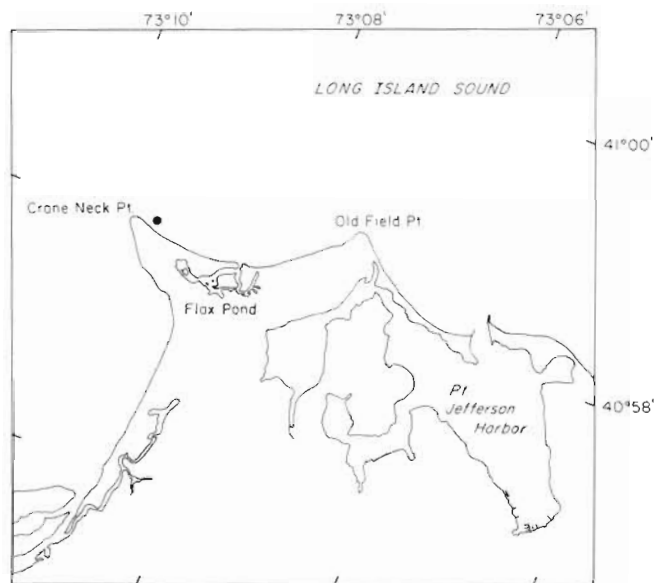 73°10'
73°08'
73°06'
LONG ISLAND SOUND
41°00'
Crane Neck Pt.
Old Field Pt.
Flax Pond
Pt.
Jefferson
Harbor
40°58'